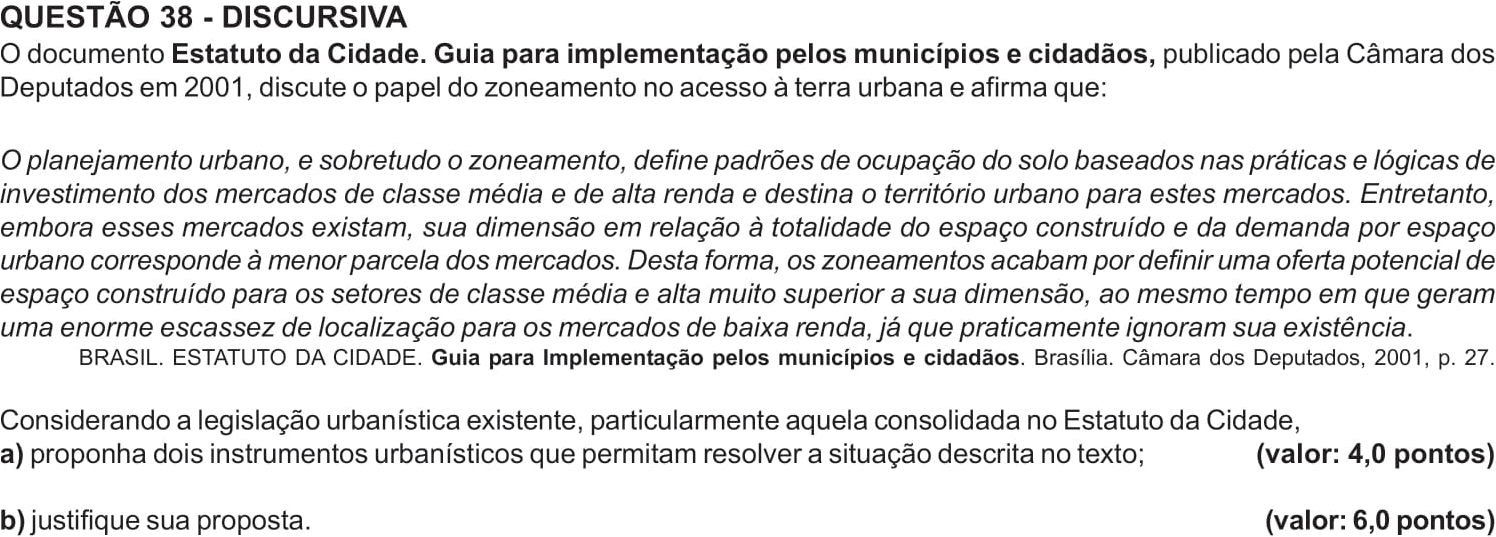 QUESTÃO 38 - DISCURSIVA
O documento Estatuto da Cidade. Guia para implementação pelos municípios e cidadãos, publicado pela Câmara dos
Deputados em 2001, discute o papel do zoneamento no acesso à terra urbana e afirma que:
O planejamento urbano, e sobretudo o zoneamento, define padrões de ocupação do solo baseados nas práticas e lógicas de
investimento dos mercados de classe média e de alta renda e destina o território urbano para estes mercados. Entretanto,
embora esses mercados existam, sua dimensão em relação à totalidade do espaço construído e da demanda por espaço
urbano corresponde à menor parcela dos mercados. Desta forma, os zoneamentos acabam por definir uma oferta potencial de
espaço construído para os setores de classe média e alta muito superior a sua dimensão, ao mesmo tempo em que geram
uma enorme escassez de localização para os mercados de baixa renda, já que praticamente ignoram sua existência.
BRASIL. ESTATUTO DA CIDADE. Guia para Implementação pelos municípios e cidadãos. Brasília. Câmara dos Deputados, 2001, p. 27.
Considerando a legislação urbanística existente, particularmente aquela consolidada no Estatuto da Cidade,
a) proponha dois instrumentos urbanísticos que permitam resolver a situação descrita no texto; (valor: 4,0 pontos)
b) justifique sua proposta. (valor: 6,0 pontos)